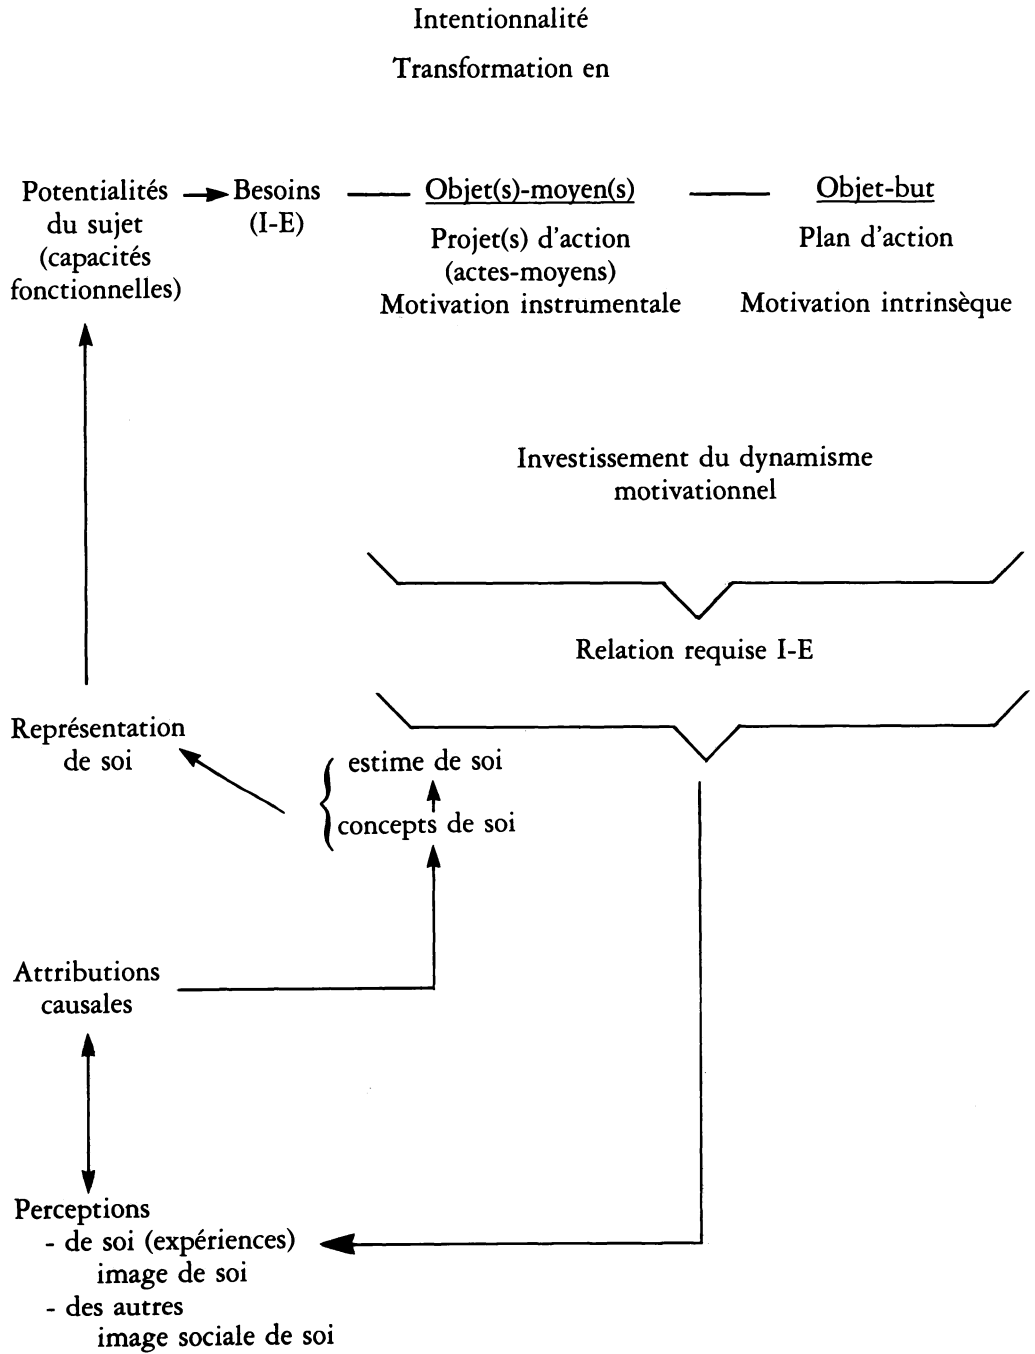 Intentionnalité
Transformation en
Potentialités
du sujet
(capacités
fonctionnelles)
Besoins
(I-E)
Objet(s)-moyen(s)
Projet(s) d'action
(actes-moyens)
Motivation instrumentale
Objet-but
Plan d'action
Motivation intrinsèque
Investissement du dynamisme
motivationnel
Relation requise I-E
Représentation
de soi
estime de soi
concepts de soi
Attributions
causales
Perceptions
- de soi (expériences)
image de soi
- des autres
image sociale de soi